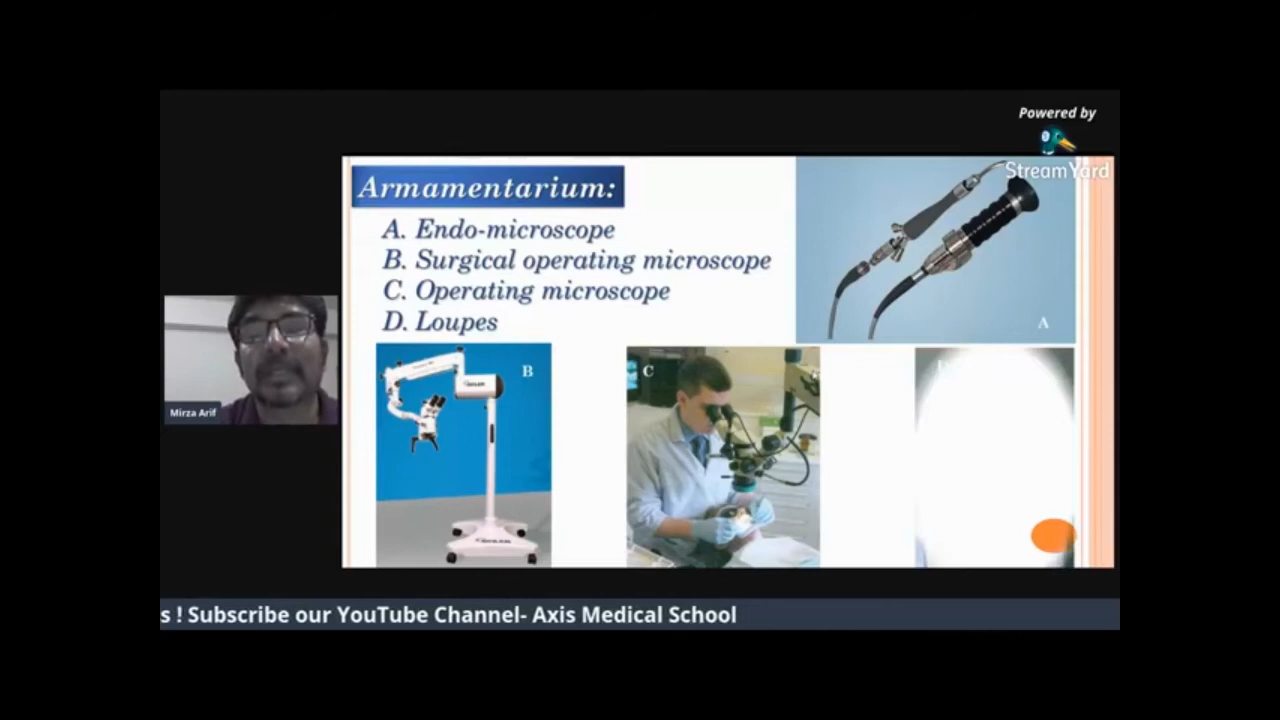 Powered by
StreamYard
Armamentarium:
A. Endo-microscope
B. Surgical operating microscope
C. Operating microscope
D. Loupes
A
B
C
Mirza Arif
s ! Subscribe our YouTube Channel- Axis Medical School